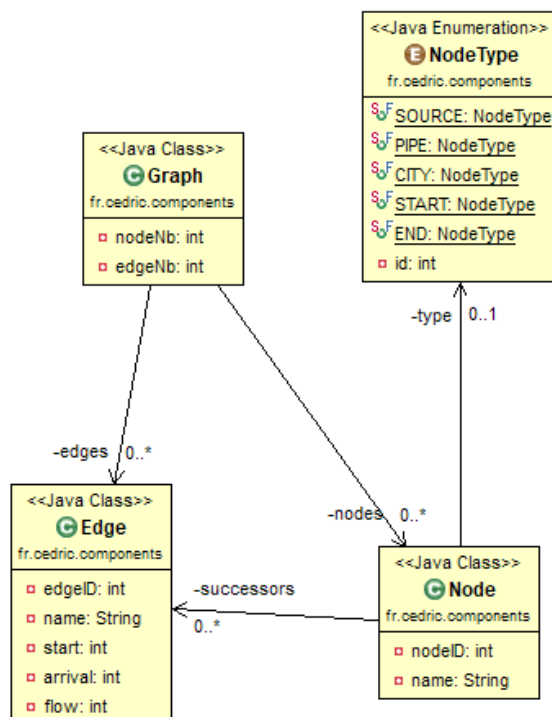 <<Java Enumeration>>
NodeType
fr.cedric.components
SOURCE: NodeType
PIPE: NodeType
CITY: NodeType
START: NodeType
END: NodeType
id: int
<<Java Class>>
Graph
fr.cedric.components
nodeNb: int
edgeNb: int
-type 0..1
-edges 0..*
-nodes 0..*
<<Java Class>>
Edge
fr.cedric.components
edgeID: int
name: String
start: int
arrival: int
flow: int
-successors
0..*
<<Java Class>>
Node
fr.cedric.components
nodeID: int
name: String